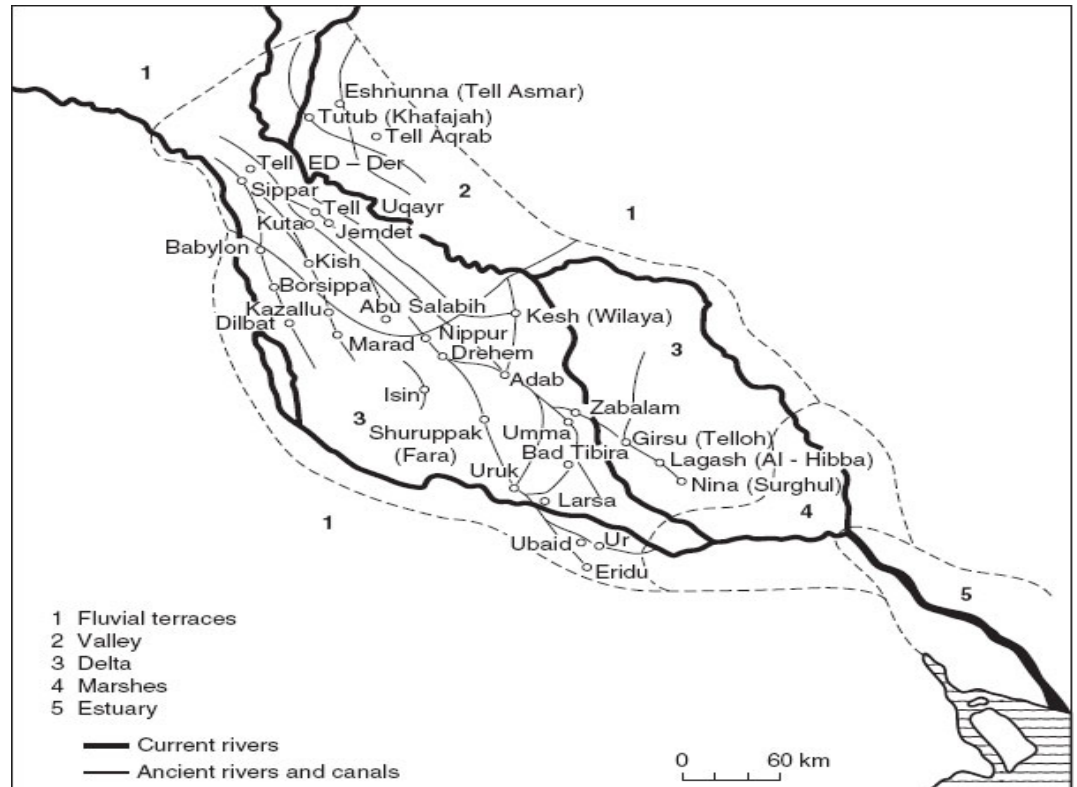 1
Eshnunna (Tell Asmar)
Tutub (Khafajah)
Tell Aqrab
Tell ED – Der
2
Sippar
1
Tell Uqayr
Kuta
Jemdet
Babylon
Kish
Borsippa
Abu Salabih
Kazallu
Kesh (Wilaya)
Dilbat
Marad
Nippur
3
Drehem
Adab
Isin
Zabalam
3
Shuruppak
(Fara)
Umma
Girsu (Telloh)
Bad Tibira
Lagash (Al - Hibba)
Uruk
Nina (Surghul)
Larsa
4
1
Ubaid
Ur
Eridu
5
1 Fluvial terraces
2 Valley
3 Delta
4 Marshes
5 Estuary
Current rivers
Ancient rivers and canals
0 60 km